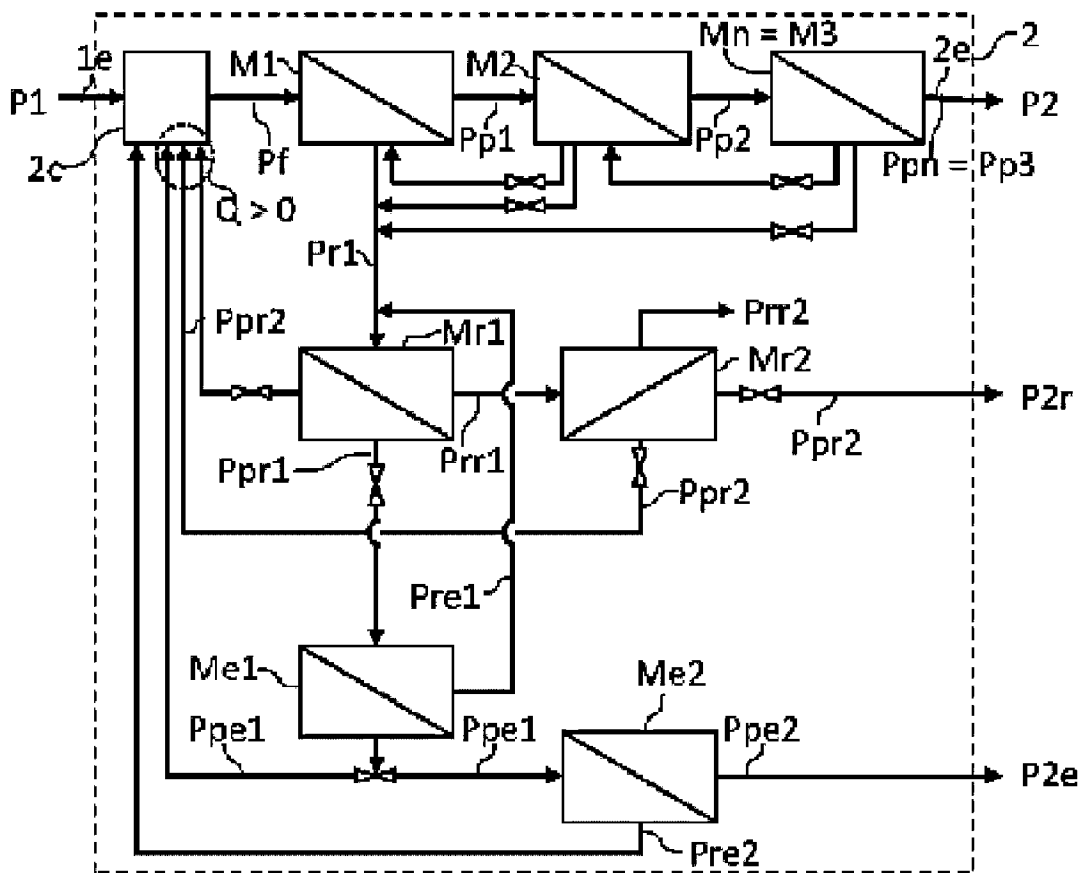 Mn = M3
2
1e
M1
M2
2e
P1
P2
2c
Pf
Pp1
Pp2
Ppn = Pp3
Q > 0
Pr1
Ppr2
Mr1
Prr2
Mr2
P2r
Ppr1
Prr1
Ppr2
Ppr2
Pre1
Me1
Me2
Ppe1
Ppe1
Ppe2
P2e
Pre2